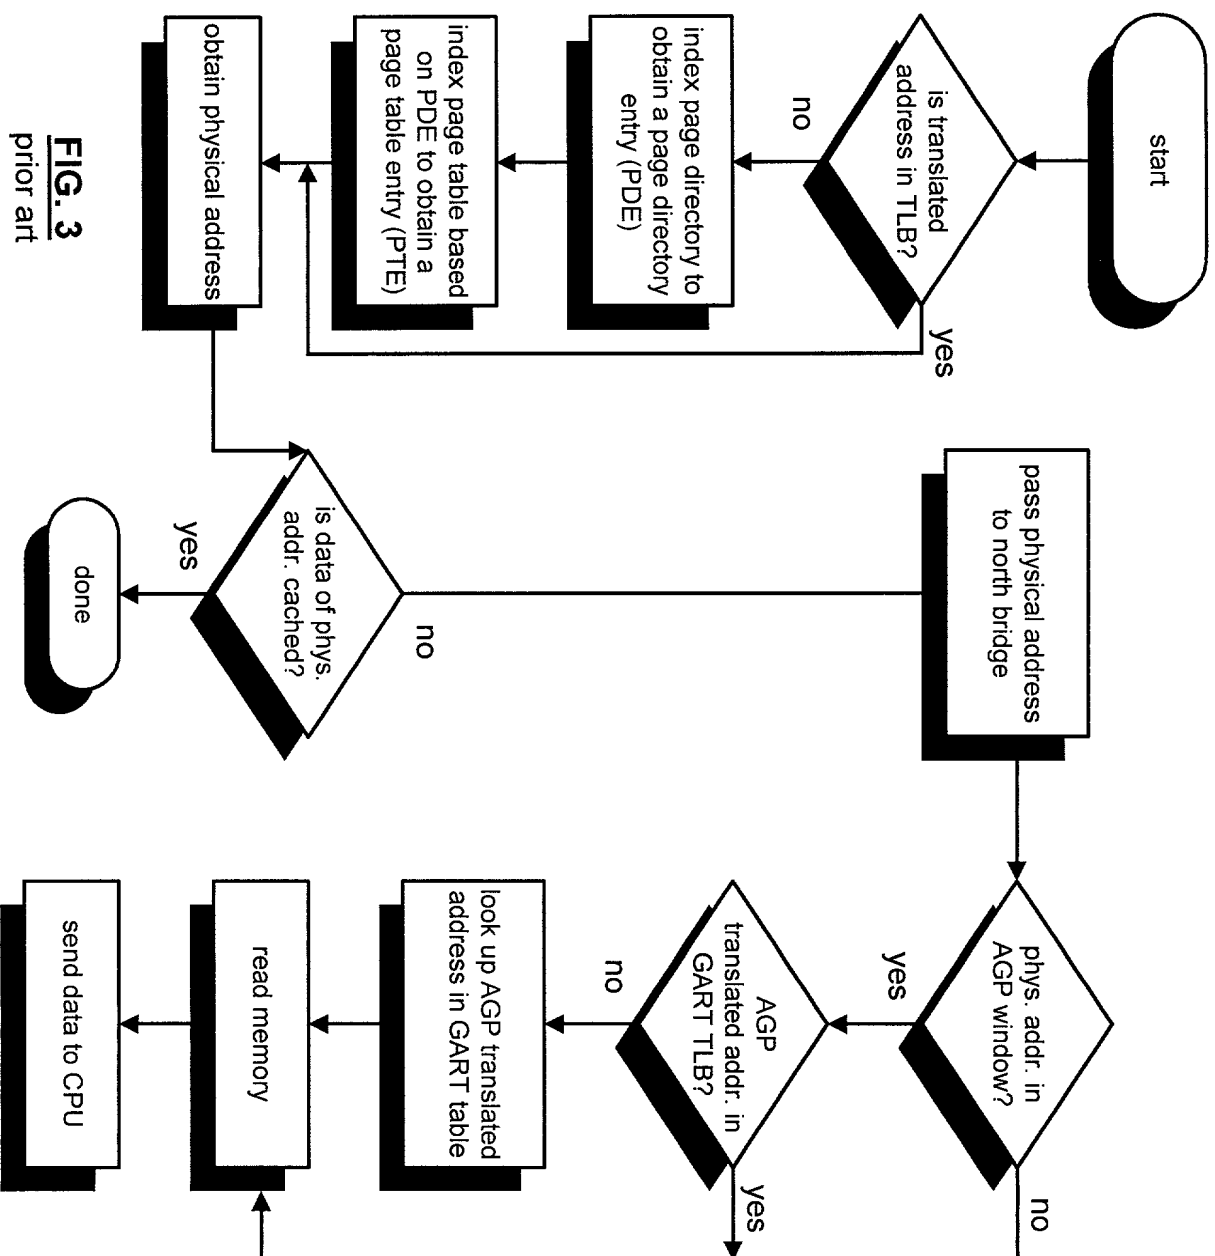 start
is translated
address in TLB?
yes
no
index page directory to
obtain a page directory
entry (PDE)
index page table based
on PDE to obtain a
page table entry (PTE)
obtain physical address
pass physical address
to north bridge
no
is data of phys.
addr. cached?
yes
done
phys. addr. in
AGP window?
no
yes
AGP
translated addr. in
GART TLB?
yes
no
look up AGP translated
address in GART table
read memory
send data to CPU
FIG. 3
prior art